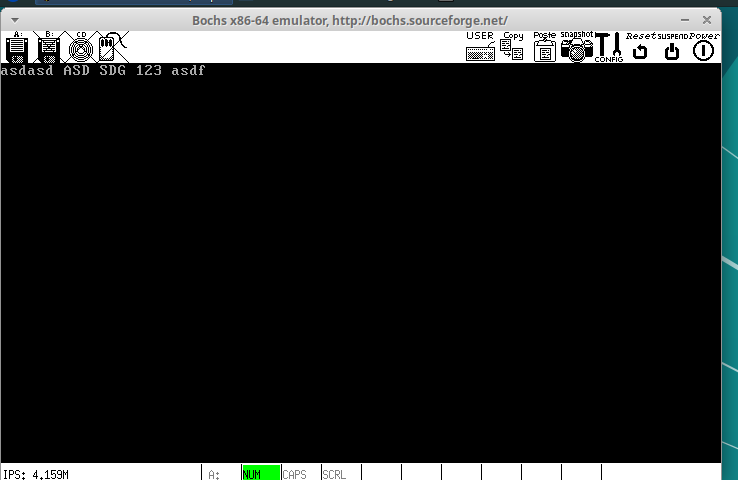 Bochs x86-64 emulator, http://bochs.sourceforge.net/
A: B: CD USER Copy Paste snapshot CONFIG Reset SUSPEND Power
asdasd ASD SDG 123 asdf
IPS: 4.159M A: NUM CAPS SCRL